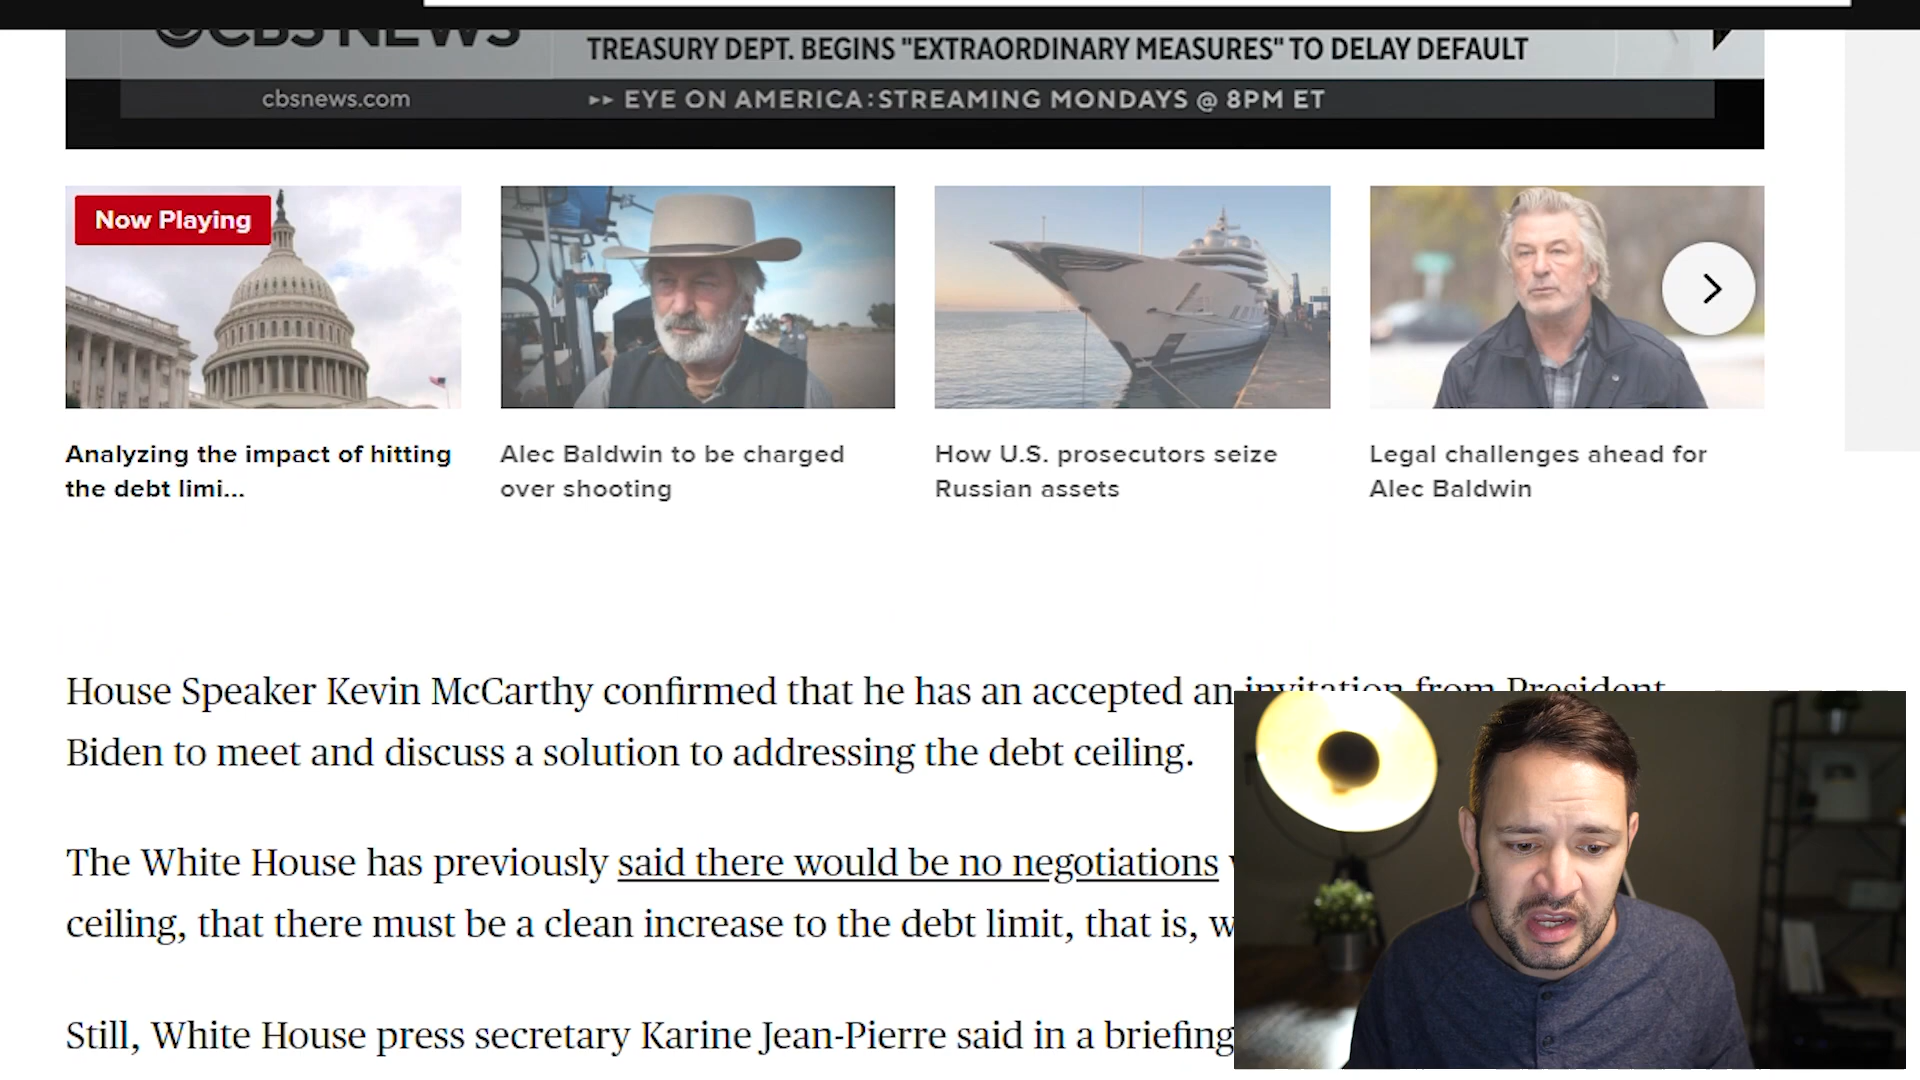 CBS NEWS
TREASURY DEPT. BEGINS "EXTRAORDINARY MEASURES" TO DELAY DEFAULT
cbsnews.com
EYE ON AMERICA: STREAMING MONDAYS @ 8PM ET
Now Playing
Analyzing the impact of hitting
the debt limi...
Alec Baldwin to be charged
over shooting
How U.S. prosecutors seize
Russian assets
Legal challenges ahead for
Alec Baldwin
House Speaker Kevin McCarthy confirmed that he has an accepted an invitation from President
Biden to meet and discuss a solution to addressing the debt ceiling.
The White House has previously said there would be no negotiations
ceiling, that there must be a clean increase to the debt limit, that is,
Still, White House press secretary Karine Jean-Pierre said in a briefing